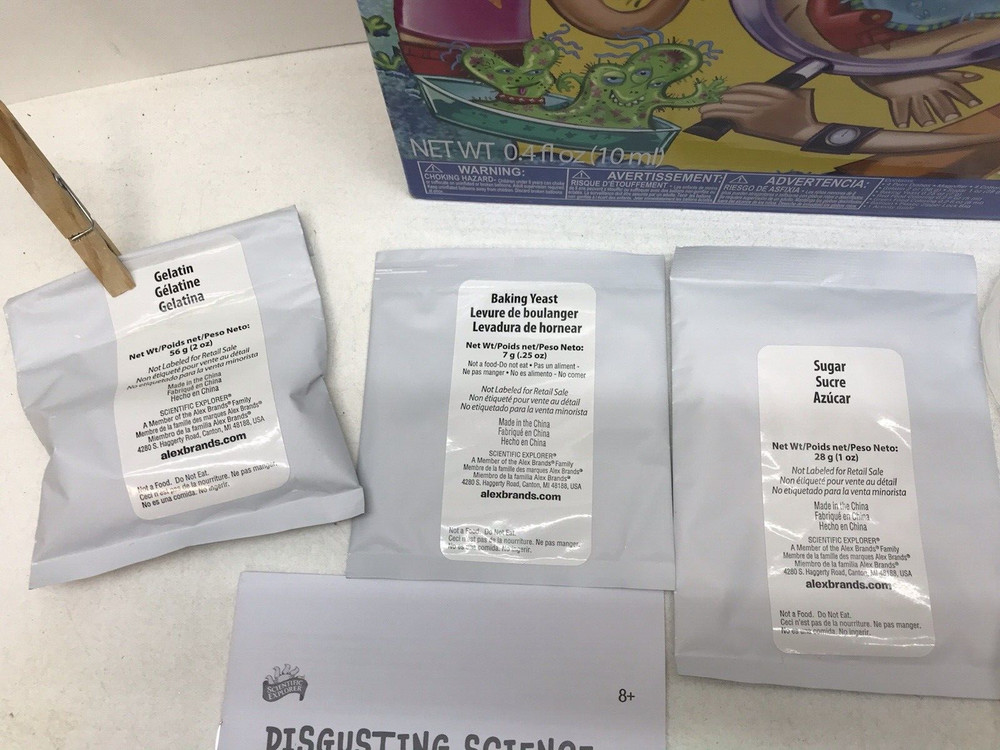 NET WT 0.4 fl oz (10 ml)
WARNING:
CHOKING HAZARD-
AVERTISSEMENT:
RISQUE D'ÉTOUFFEMENT -
ADVERTENCIA:
RIESGO DE ASFIXIA
Gelatin
Gélatine
Gelatina
Net Wt/Poids net/Peso Neto:
56 g (2 oz)
Not Labeled for Retail Sale
Non étiqueté pour vente au détail
No etiquetado para la venta minorista
Made in the China
Fabriqué en China
Hecho en China
SCIENTIFIC EXPLORER®
A Member of the Alex Brands® Family
Membre de la famille des marques Alex Brands®
Miembro de la familia Alex Brands®
4280 S. Haggerty Road, Canton, MI 48188, USA
alexbrands.com
Not a Food. Do Not Eat.
Ceci n'est pas de la nourriture. Ne pas manger.
No es una comida. No ingerir.
Baking Yeast
Levure de boulanger
Levadura de hornear
Net Wt/Poids net/Peso Neto:
7 g (.25 oz)
Not a food-Do not eat • Pas un aliment -
Ne pas manger • No es alimento - No comer
Not Labeled for Retail Sale
Non étiqueté pour vente au détail
No etiquetado para la venta minorista
Made in the China
Fabriqué en China
Hecho en China
SCIENTIFIC EXPLORER®
A Member of the Alex Brands® Family
Membre de la famille des marques Alex Brands®
Miembro de la familia Alex Brands®
4280 S. Haggerty Road, Canton, MI 48188, USA
alexbrands.com
Not a Food. Do Not Eat.
Ceci n'est pas de la nourriture. Ne pas manger.
No es una comida. No ingerir.
Sugar
Sucre
Azúcar
Net Wt/Poids net/Peso Neto:
28 g (1 oz)
Not Labeled for Retail Sale
Non étiqueté pour vente au détail
No etiquetado para la venta minorista
Made in the China
Fabriqué en China
Hecho en China
SCIENTIFIC EXPLORER®
A Member of the Alex Brands® Family
Membre de la famille des marques Alex Brands®
Miembro de la familia Alex Brands®
4280 S. Haggerty Road, Canton, MI 48188, USA
alexbrands.com
Not a Food. Do Not Eat.
Ceci n'est pas de la nourriture. Ne pas manger.
No es una comida. No ingerir.
SCIENTIFIC
EXPLORER
8+
DISGUSTING SCIENCE